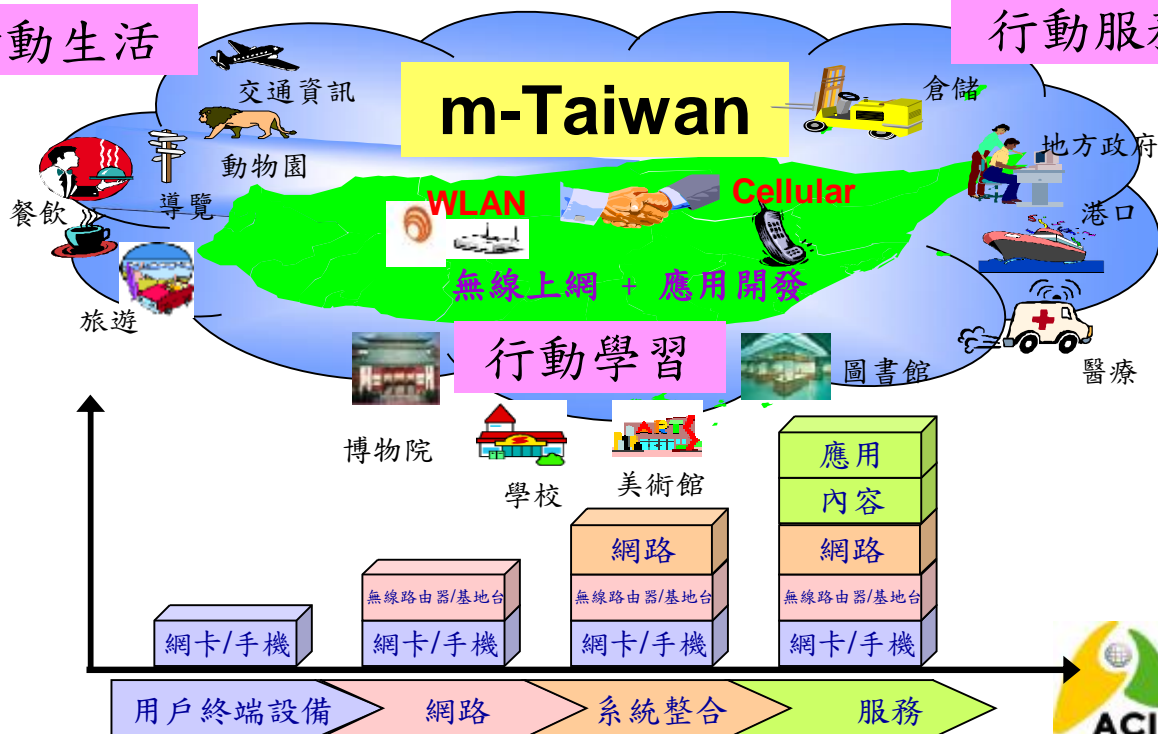 動生活
行動服務
m-Taiwan
交通資訊
倉儲
動物園
地方政府
餐飲
導覽
WLAN
Cellular
港口
無線上網 + 應用開發
旅遊
行動學習
圖書館
醫療
博物院
學校
美術館
應用
內容
網路
網路
無線路由器/基地台
無線路由器/基地台
無線路由器/基地台
網卡/手機
網卡/手機
網卡/手機
網卡/手機
用戶終端設備
網路
系統整合
服務
ACI